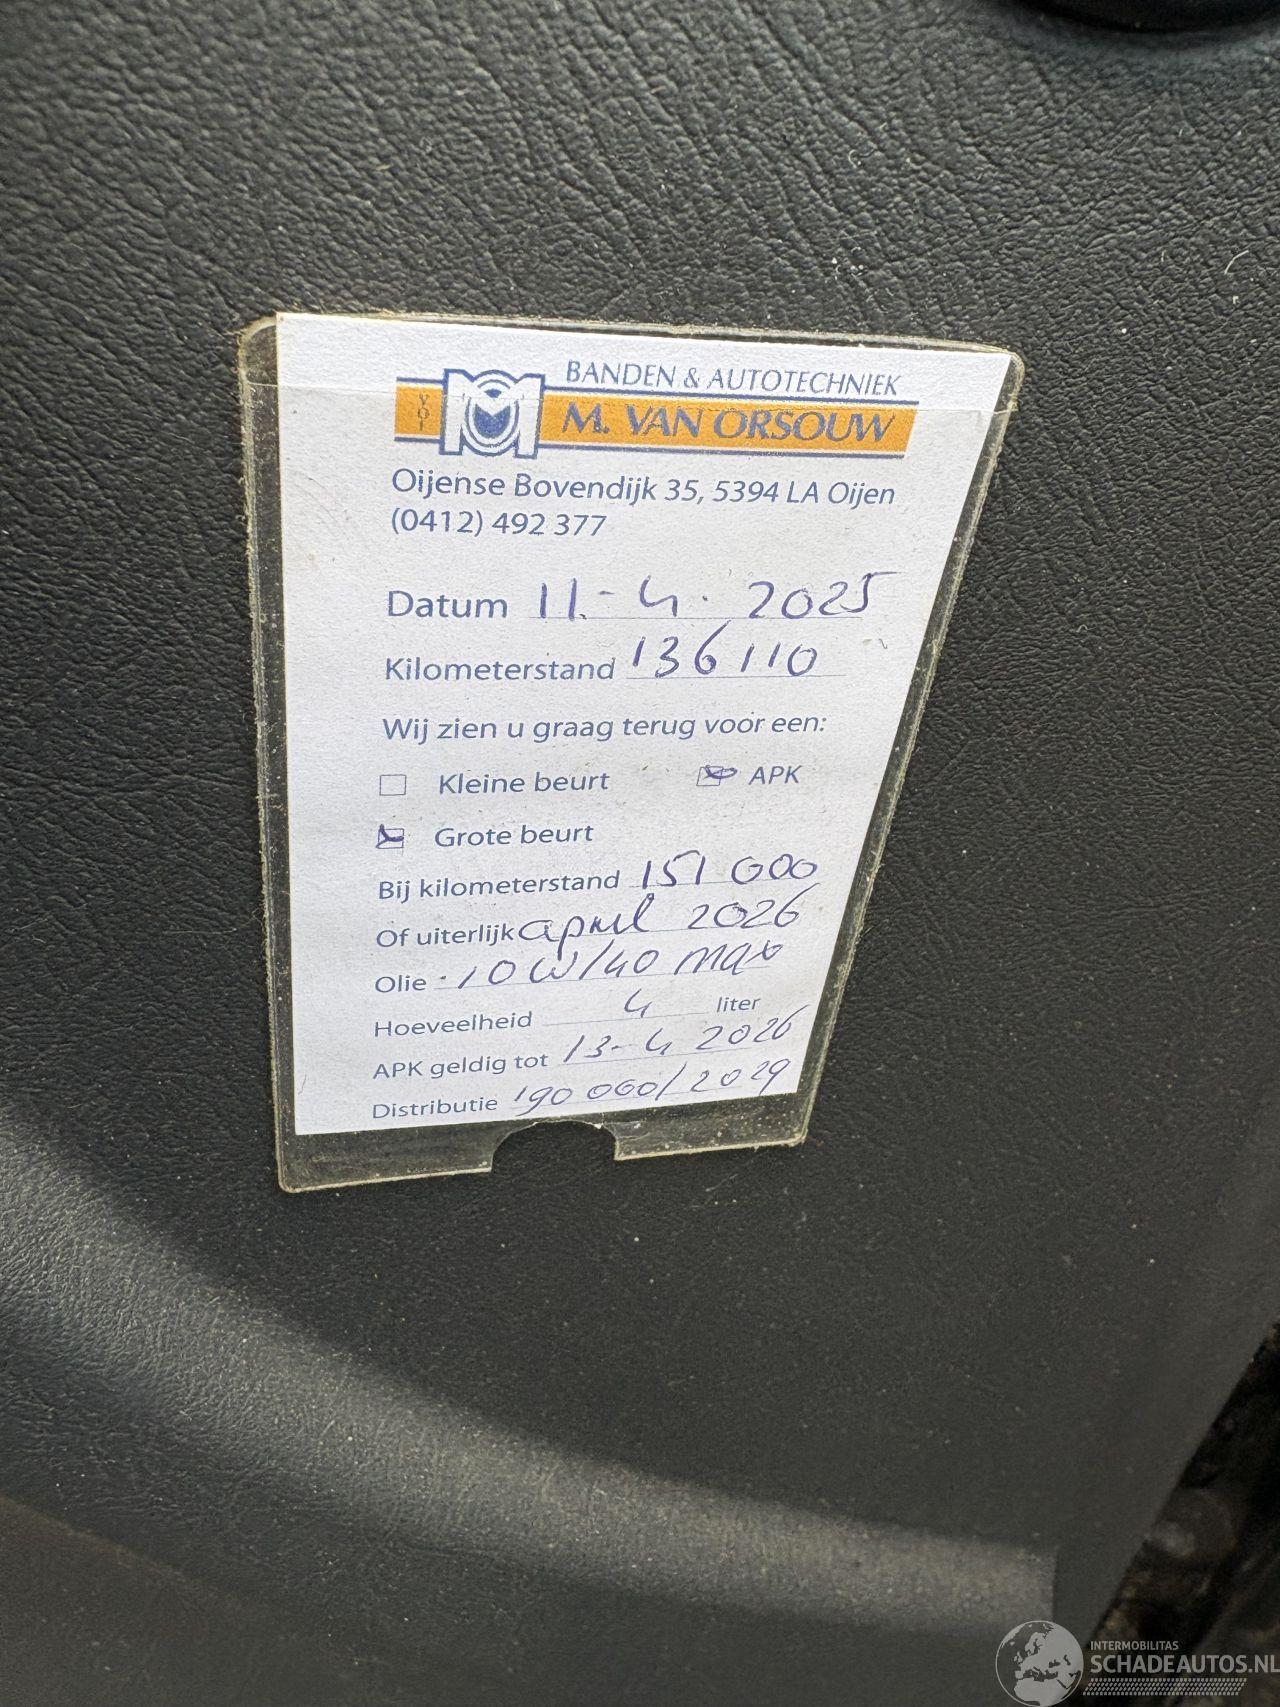 BANDEN & AUTOTECHNIEK
VOF M. VAN ORSOUW
Oijense Bovendijk 35, 5394 LA Oijen
(0412) 492 377
Datum 11-4-2025
Kilometerstand 136110
Wij zien u graag terug voor een:
Kleine beurt APK
Grote beurt
Bij kilometerstand 151 000
Of uiterlijk april 2026
Olie 10W/40 max
Hoeveelheid 4 liter
APK geldig tot 13-4 2026
Distributie 190 000/2029
INTERMOBILITAS
SCHADEAUTOS.NL